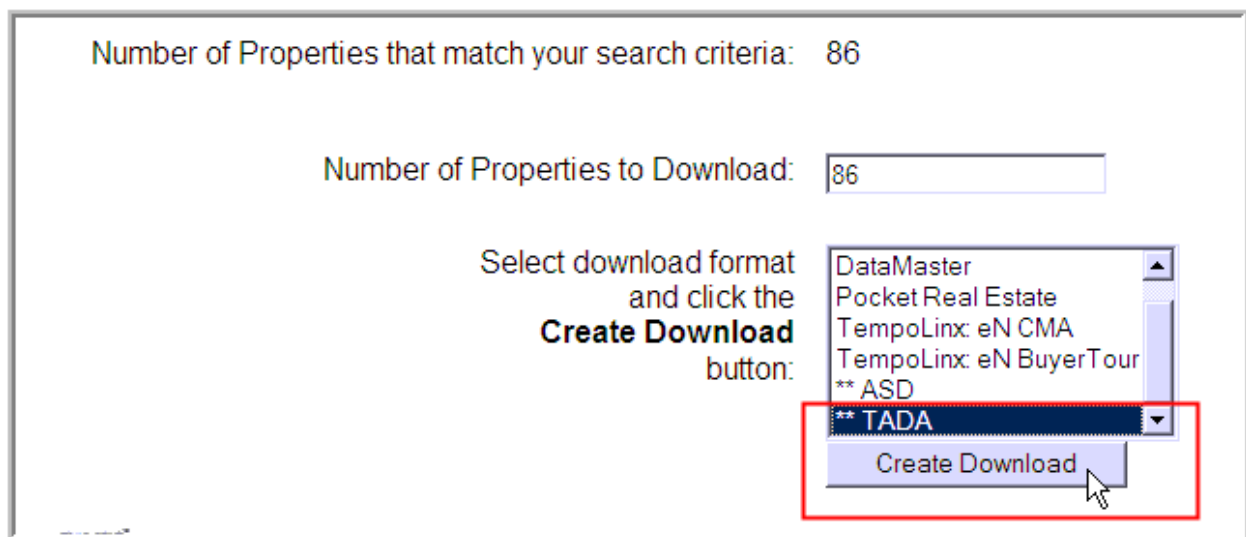 Number of Properties that match your search criteria: 86
Number of Properties to Download: 86
Select download format
and click the
Create Download
button:
DataMaster
Pocket Real Estate
TempoLinx: eN CMA
TempoLinx: eN BuyerTour
** ASD
** TADA
Create Download